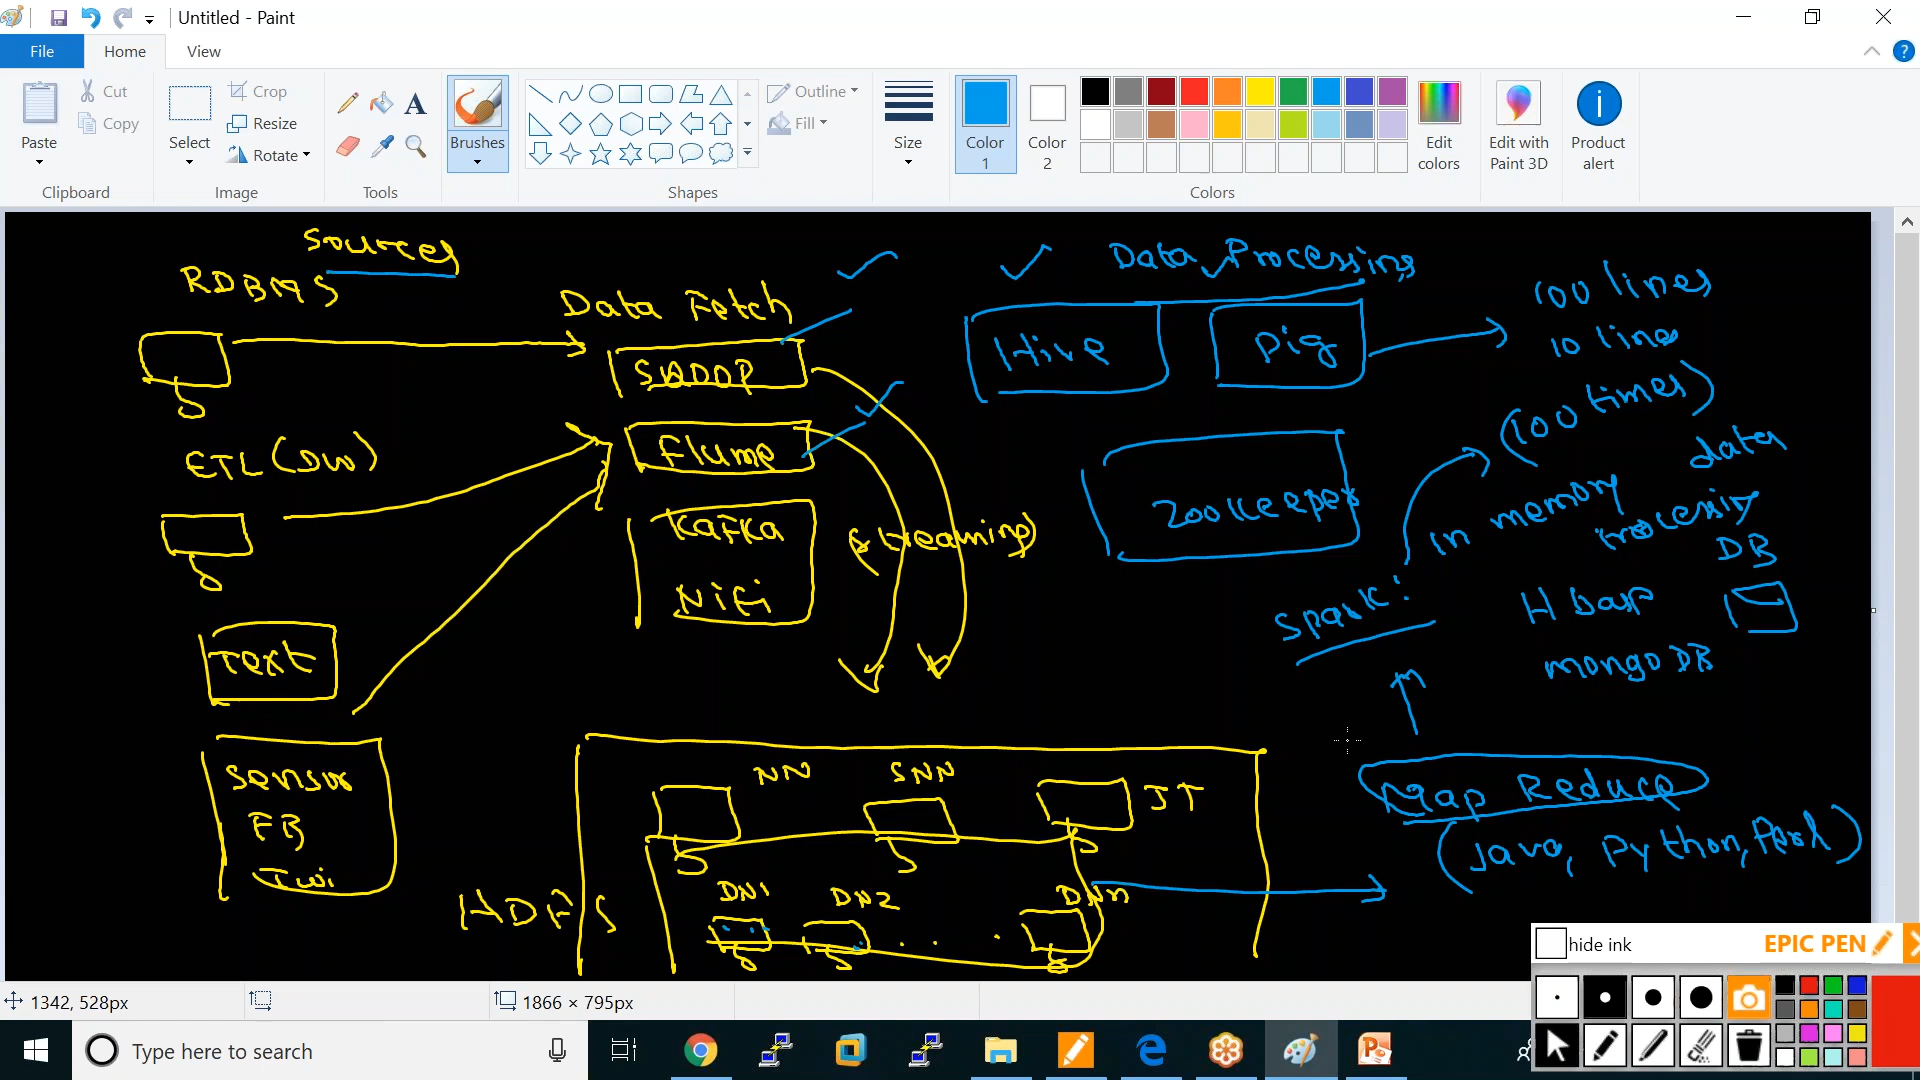 Untitled - Paint
File
Home
View
Paste
Cut
Copy
Clipboard
Select
Crop
Resize
Rotate
Image
Tools
Brushes
Shapes
Outline
Fill
Size
Color 1
Color 2
Colors
Edit colors
Edit with Paint 3D
Product alert
Sources
RDBMS
ETL (DW)
Text
Sensor
FB
Twi
Data Fetch
SQOOP
Flume
Kafka
NiFi
(streaming)
Data Processing
Hive
Pig
100 lines
10 line
(100 times)
Zookeeper
in memory data processing
Spark:
DB
Hbase
mongo DB
Map Reduce
(Java, Python, Perl)
HDFS
NN
SNN
JT
DN1
DN2
DNn
hide ink
EPIC PEN
1342, 528px
1866 × 795px
Type here to search